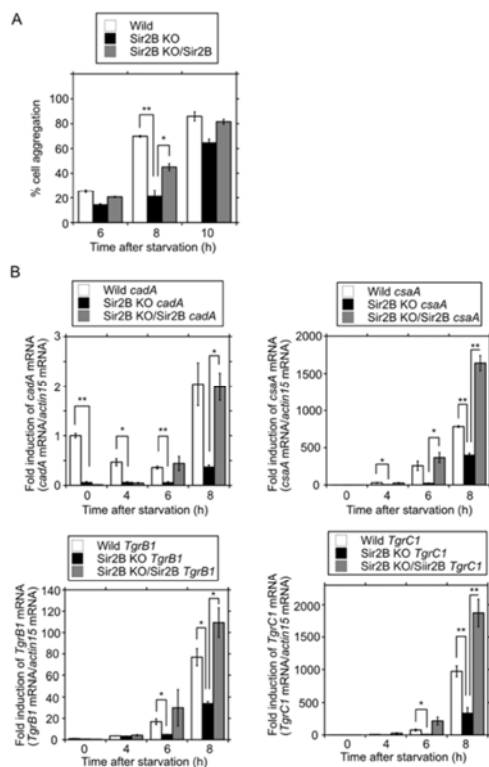 A
Wild
Sir2B KO
Sir2B KO/Sir2B
% cell aggregation
100
80
60
40
20
0
**
*
6 8 10
Time after starvation (h)
B
Wild cadA
Sir2B KO cadA
Sir2B KO/Sir2B cadA
Fold induction of cadA mRNA
(cadA mRNA/actin15 mRNA)
3
2
1
0
** * ** *
0 4 6 8
Time after starvation (h)
Wild csaA
Sir2B KO csaA
Sir2B KO/Sir2B csaA
Fold induction of csaA mRNA
(csaA mRNA/actin15 mRNA)
2000
1500
1000
500
0
* * ** **
0 4 6 8
Time after starvation (h)
Wild TgrB1
Sir2B KO TgrB1
Sir2B KO/Sir2B TgrB1
Fold induction of TgrB1 mRNA
(TgrB1 mRNA/actin15 mRNA)
140
120
100
80
60
40
20
0
* * *
0 4 6 8
Time after starvation (h)
Wild TgrC1
Sir2B KO TgrC1
Sir2B KO/Siir2B TgrC1
Fold induction of TgrC1 mRNA
(TgrC1 mRNA/actin15 mRNA)
2000
1500
1000
500
0
* ** **
0 4 6 8
Time after starvation (h)